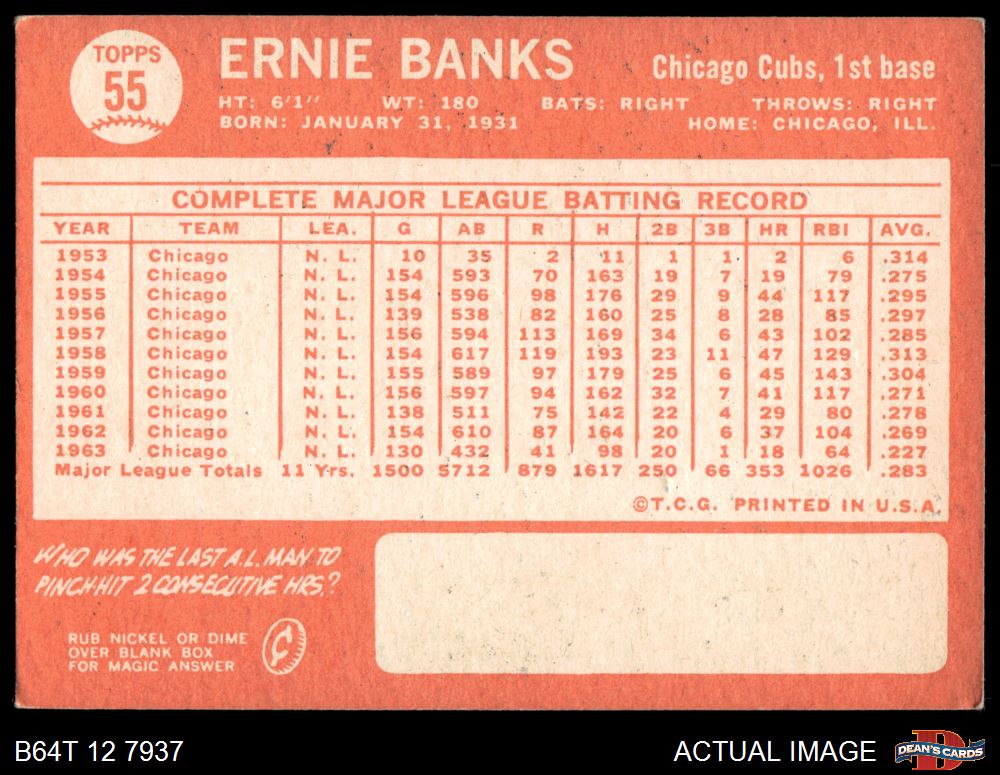 TOPPS
55
ERNIE BANKS
Chicago Cubs, 1st base
HT: 6'1" WT: 180 BATS: RIGHT THROWS: RIGHT
BORN: JANUARY 31, 1931 HOME: CHICAGO, ILL.
COMPLETE MAJOR LEAGUE BATTING RECORD
YEAR TEAM LEA. G AB R H 2B 3B HR RBI AVG.
1953 Chicago N. L. 10 35 2 11 1 1 2 6 .314
1954 Chicago N. L. 154 593 70 163 19 7 19 79 .275
1955 Chicago N. L. 154 596 98 176 29 9 44 117 .295
1956 Chicago N. L. 139 538 82 160 25 8 28 85 .297
1957 Chicago N. L. 156 594 113 169 34 6 43 102 .285
1958 Chicago N. L. 154 617 119 193 23 11 47 129 .313
1959 Chicago N. L. 155 589 97 179 25 6 45 143 .304
1960 Chicago N. L. 156 597 94 162 32 7 41 117 .271
1961 Chicago N. L. 138 511 75 142 22 4 29 80 .278
1962 Chicago N. L. 154 610 87 164 20 6 37 104 .269
1963 Chicago N. L. 130 432 41 98 20 1 18 64 .227
Major League Totals 11 Yrs. 1500 5712 879 1617 250 66 353 1026 .283
©T.C.G. PRINTED IN U.S.A.
WHO WAS THE LAST A.L. MAN TO
PINCH-HIT 2 CONSECUTIVE HRS.?
RUB NICKEL OR DIME
OVER BLANK BOX
FOR MAGIC ANSWER
¢
B64T 12 7937
ACTUAL IMAGE
DEAN'S CARDS